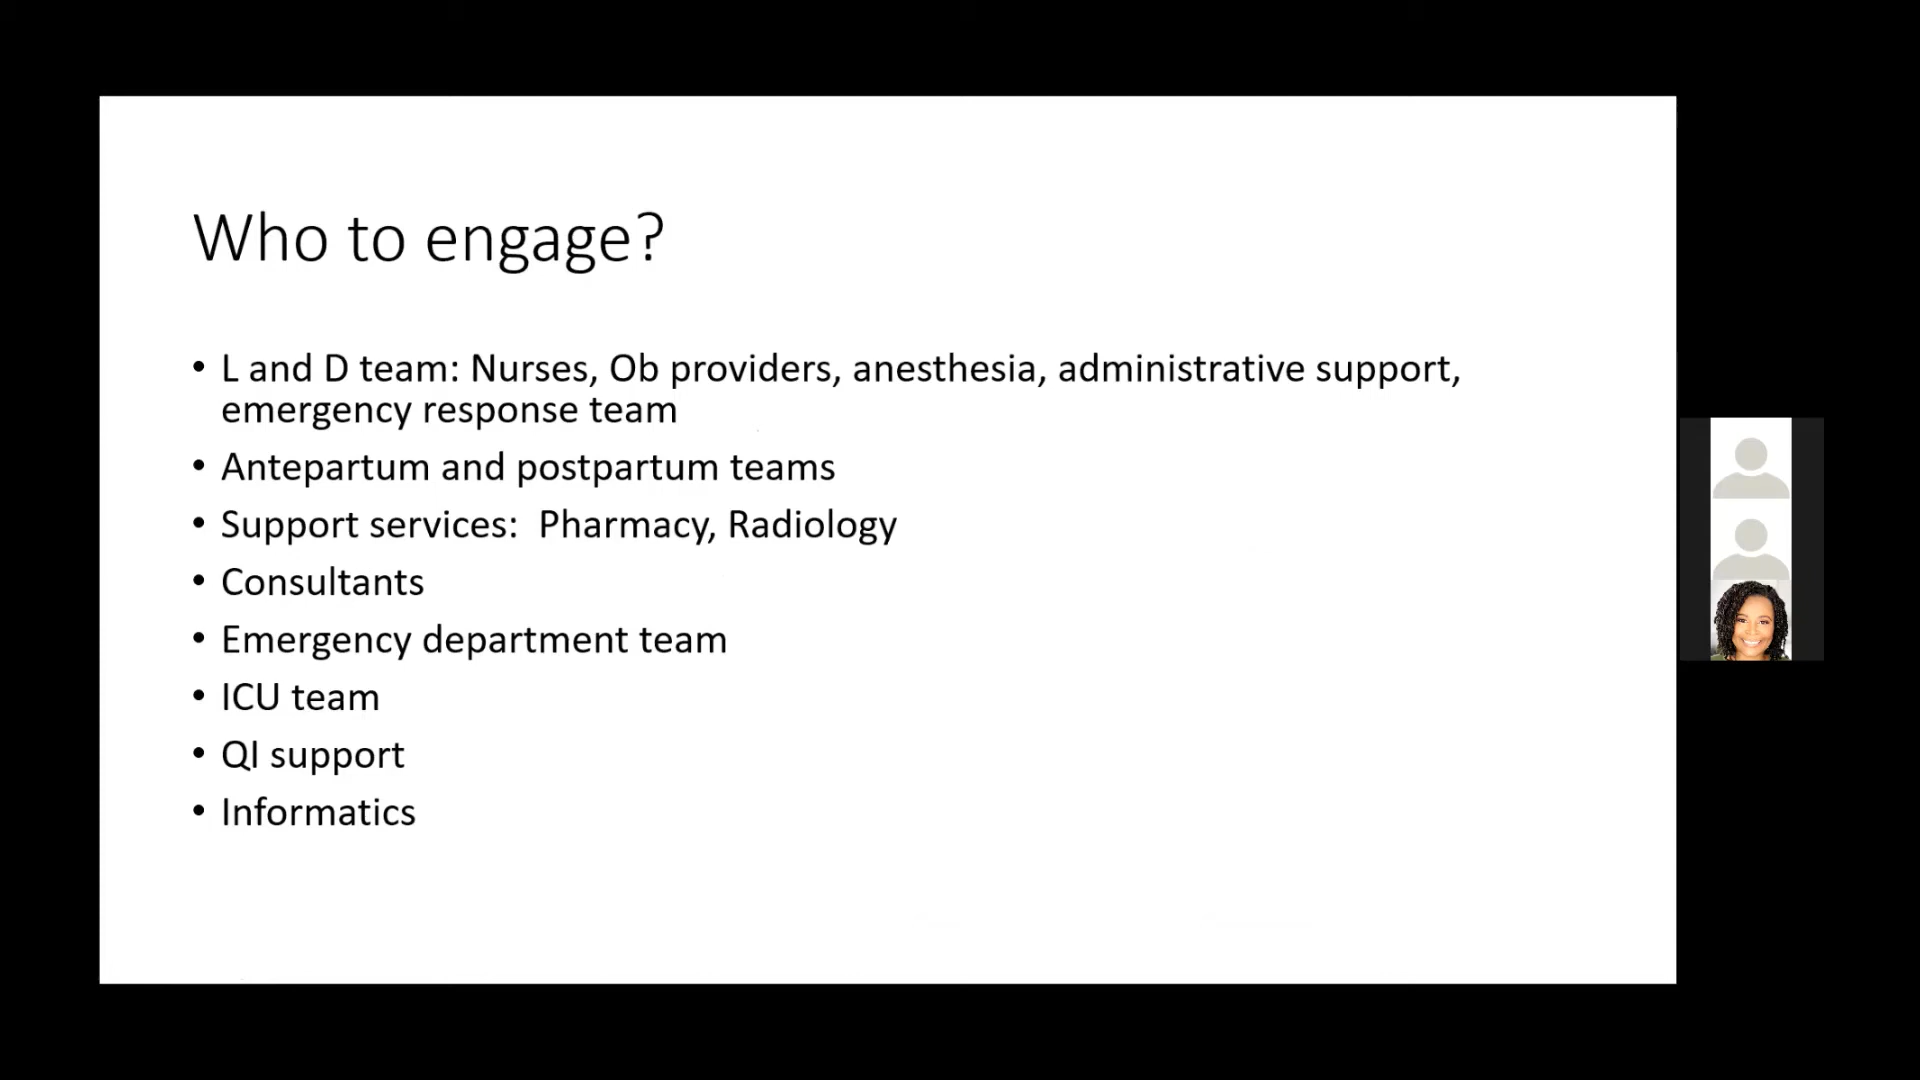 Who to engage?
• L and D team: Nurses, Ob providers, anesthesia, administrative support,
emergency response team
• Antepartum and postpartum teams
• Support services:  Pharmacy, Radiology
• Consultants
• Emergency department team
• ICU team
• QI support
• Informatics